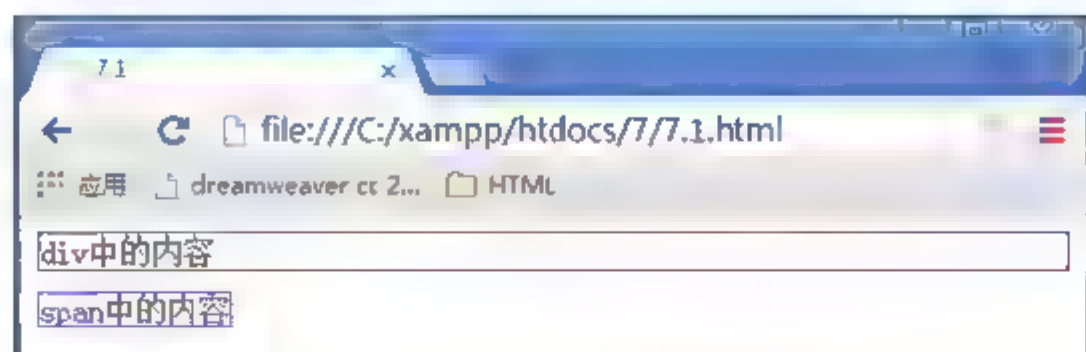 7.1
file:///C:/xampp/htdocs/7/7.1.html
应用 dreamweaver cc 2... HTML
div中的内容
span中的内容